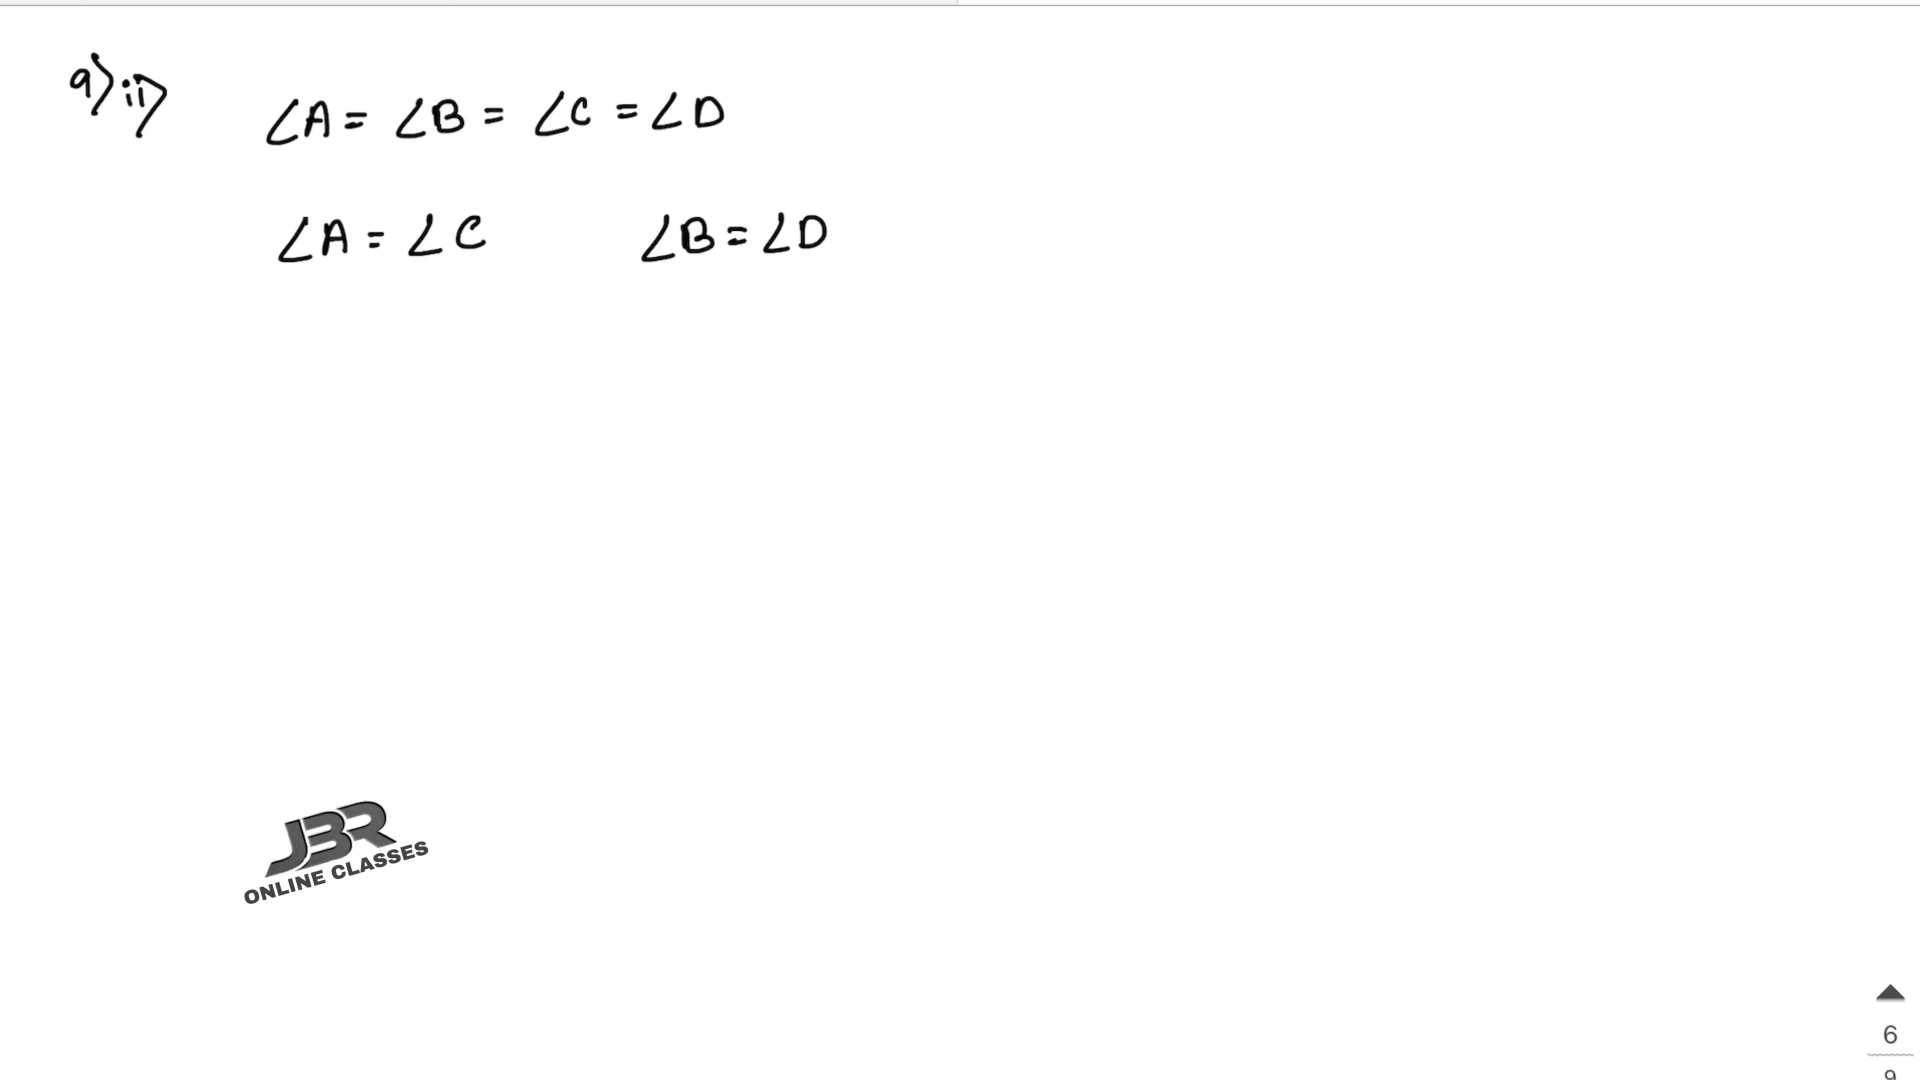 a) ii) ∠A = ∠B = ∠C = ∠D
∠A = ∠C ∠B = ∠D
JBR
ONLINE CLASSES
6
9